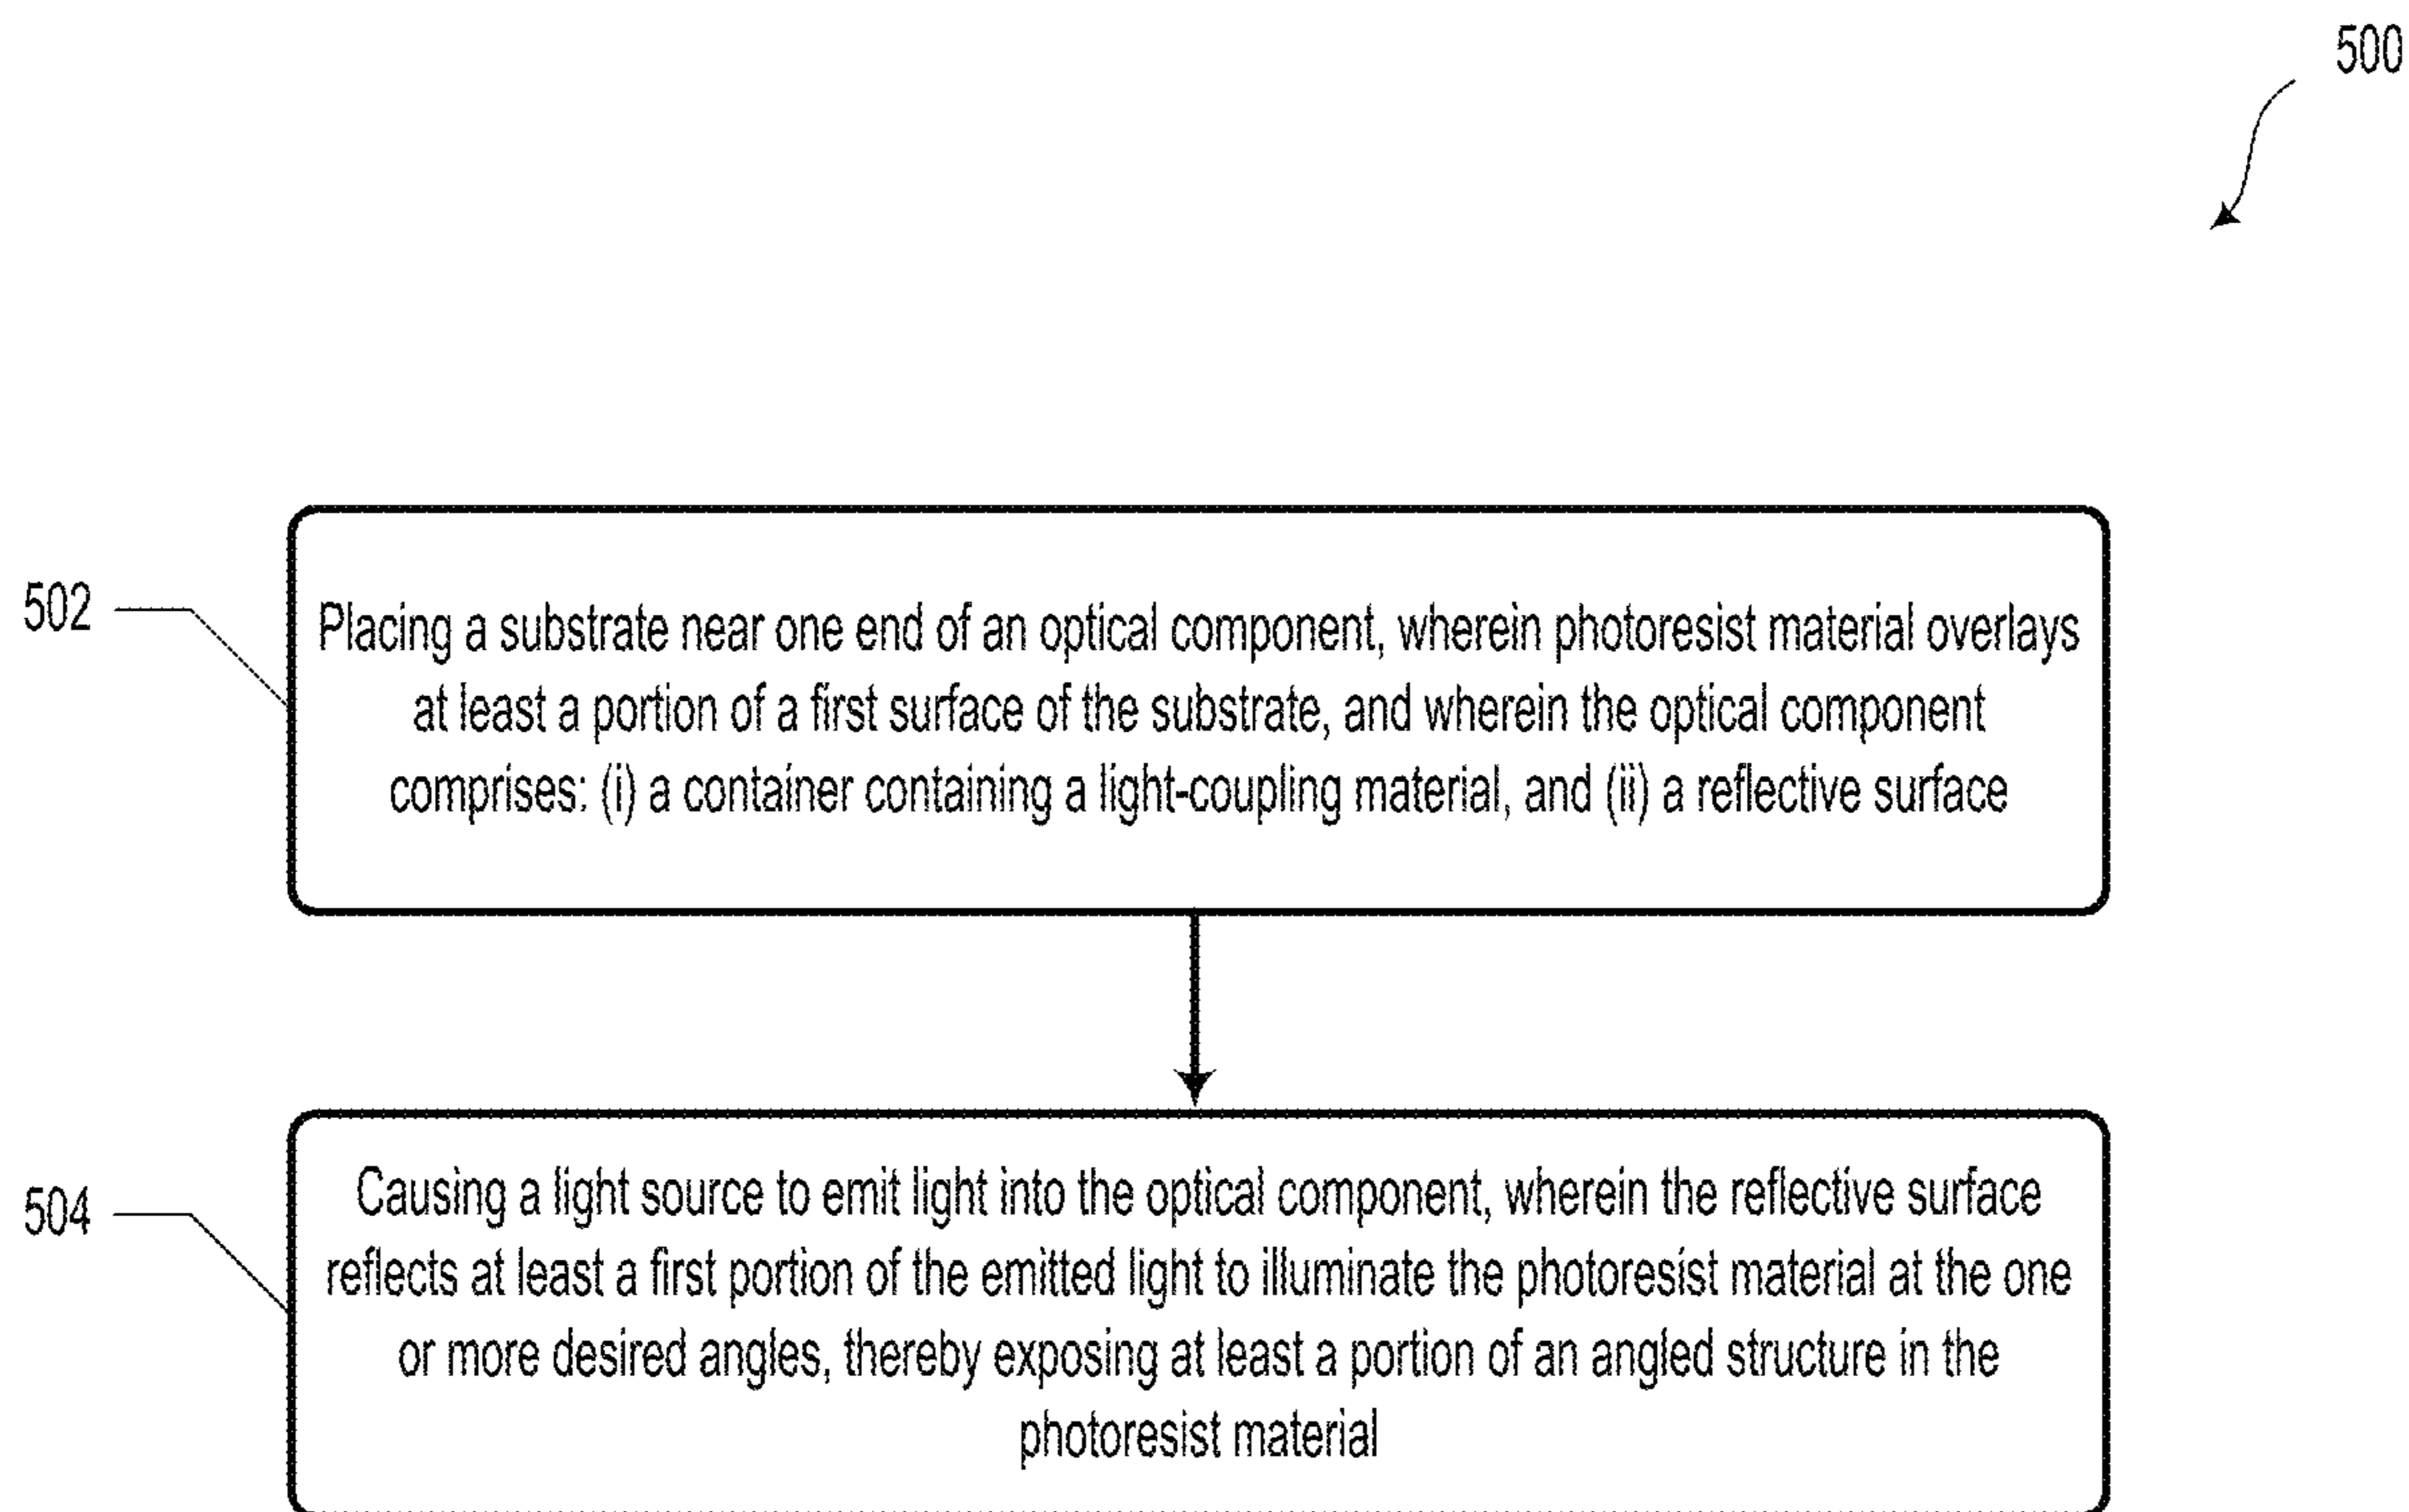 500
502
Placing a substrate near one end of an optical component, wherein photoresist material overlays
at least a portion of a first surface of the substrate, and wherein the optical component
comprises: (i) a container containing a light-coupling material, and (ii) a reflective surface
504
Causing a light source to emit light into the optical component, wherein the reflective surface
reflects at least a first portion of the emitted light to illuminate the photoresist material at the one
or more desired angles, thereby exposing at least a portion of an angled structure in the
photoresist material